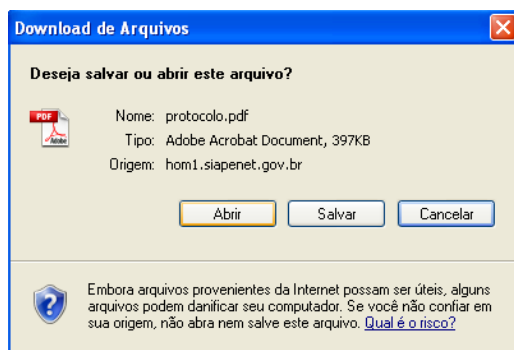 Download de Arquivos
Deseja salvar ou abrir este arquivo?
PDF
Adobe
Nome: protocolo.pdf
Tipo: Adobe Acrobat Document, 397KB
Origem: hom1.siapenet.gov.br
Abrir Salvar Cancelar
Embora arquivos provenientes da Internet possam ser úteis, alguns
arquivos podem danificar seu computador. Se você não confiar em
sua origem, não abra nem salve este arquivo. Qual é o risco?